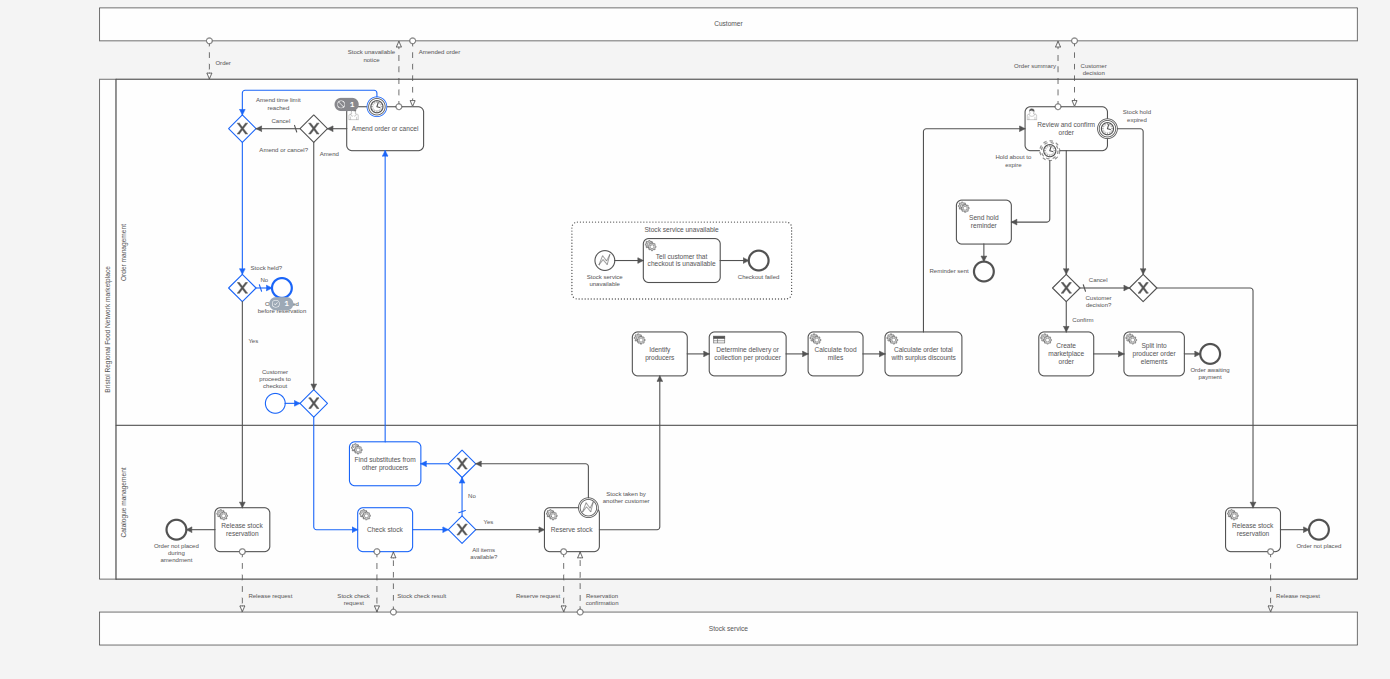 Customer
Order
Stock unavailable
notice
Amended order
Order summary
Customer
decision
Bristol Regional Food Network marketplace
Order management
Amend time limit
reached
Cancel
Amend or cancel?
Amend
1
Amend order or cancel
Stock held?
No
before reservation
1
Yes
Customer
proceeds to
checkout
Stock service unavailable
Stock service
unavailable
Tell customer that
checkout is unavailable
Checkout failed
Review and confirm
order
Stock hold
expired
Hold about to
expire
Send hold
reminder
Reminder sent
Cancel
Customer
decision?
Confirm
Identify
producers
Determine delivery or
collection per producer
Calculate food
miles
Calculate order total
with surplus discounts
Create
marketplace
order
Split into
producer order
elements
Order awaiting
payment
Catalogue management
Find substitutes from
other producers
No
Stock taken by
another customer
Order not placed
during
amendment
Release stock
reservation
Check stock
Yes
All items
available?
Reserve stock
Release stock
reservation
Order not placed
Release request
Stock check
request
Stock check result
Reserve request
Reservation
confirmation
Release request
Stock service